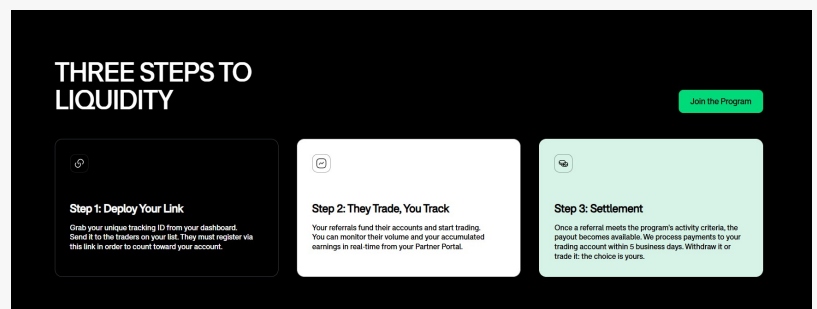 THREE STEPS TO
LIQUIDITY
Join the Program
Step 1: Deploy Your Link
Grab your unique tracking ID from your dashboard.
Send it to the traders on your list. They must register via
this link in order to count toward your account.
Step 2: They Trade, You Track
Your referrals fund their accounts and start trading.
You can monitor their volume and your accumulated
earnings in real-time from your Partner Portal.
Step 3: Settlement
Once a referral meets the program's activity criteria, the
payout becomes available. We process payments to your
trading account within 5 business days. Withdraw it or
trade it: the choice is yours.